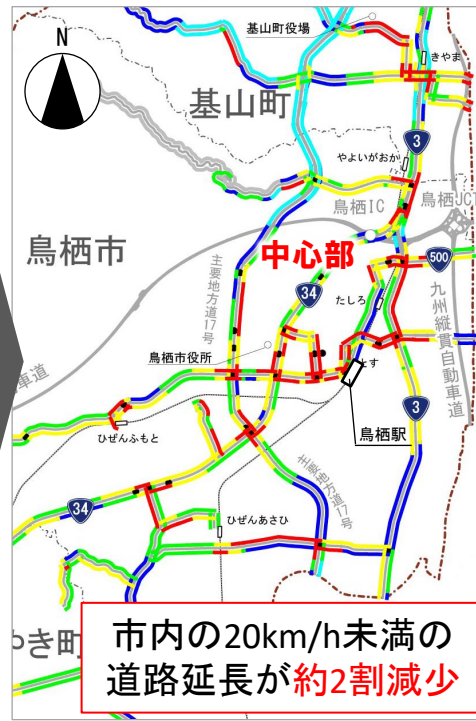 N
基山町役場
きやま
基山町
3
やよいがおか
鳥栖IC
鳥栖JCT
鳥栖市
中心部
500
主要地方道17号
34
たしろ
九州縦貫自動車道
鳥栖市役所
車道
とす
3
鳥栖駅
ひぜんふもと
主要地方道17号
34
ひぜんあさひ
やき町
市内の20km/h未満の
道路延長が約2割減少